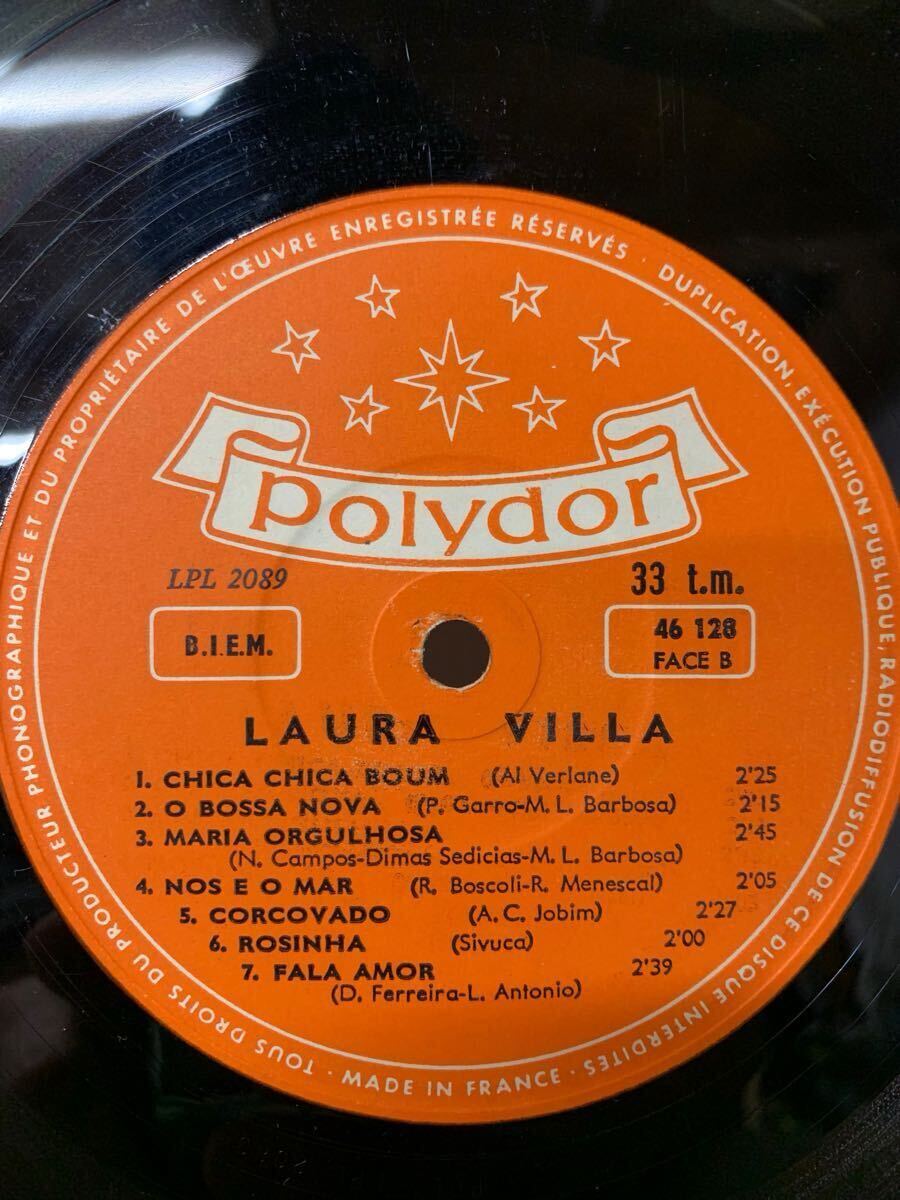 TOUS DROITS DU PRODUCTEUR PHONOGRAPHIQUE ET DU PROPRIÉTAIRE DE L'ŒUVRE ENREGISTRÉE RÉSERVÉS · DUPLICATION, EXÉCUTION PUBLIQUE, RADIODIFFUSION DE CE DISQUE INTERDITES · MADE IN FRANCE ·
polydor
LPL 2089 33 t.m.
B.I.E.M. 46 128
FACE B
LAURA VILLA
1. CHICA CHICA BOUM (Al Verlane) 2'25
2. O BOSSA NOVA (P. Garro-M. L. Barbosa) 2'15
3. MARIA ORGULHOSA 2'45
(N. Campos-Dimas Sedicias-M. L. Barbosa)
4. NOS E O MAR (R. Boscoli-R. Menescal) 2'05
5. CORCOVADO (A. C. Jobim) 2'27
6. ROSINHA (Sivuca) 2'00
7. FALA AMOR 2'39
(D. Ferreira-L. Antonio)